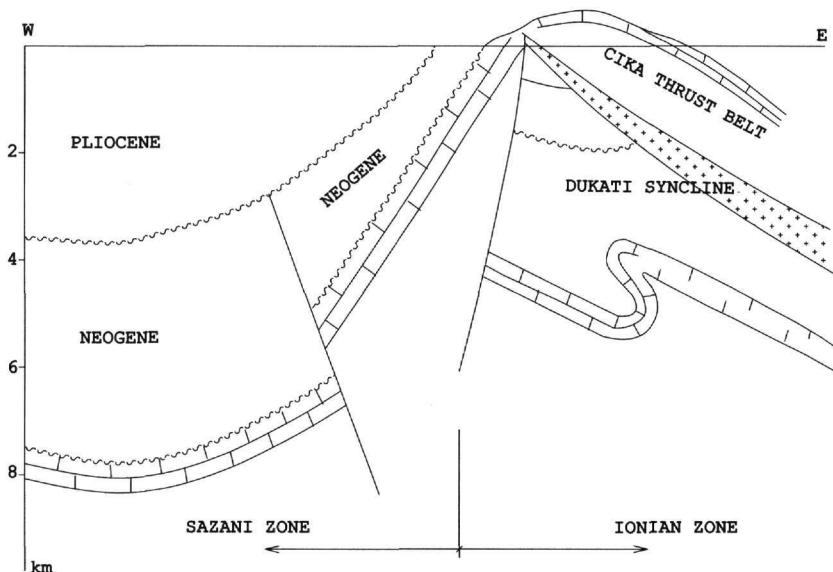 W
E
CIKA THRUST BELT
2
PLIOCENE
NEOGENE
DUKATI SYNCLINE
4
NEOGENE
6
8
SAZANI ZONE
IONIAN ZONE
km